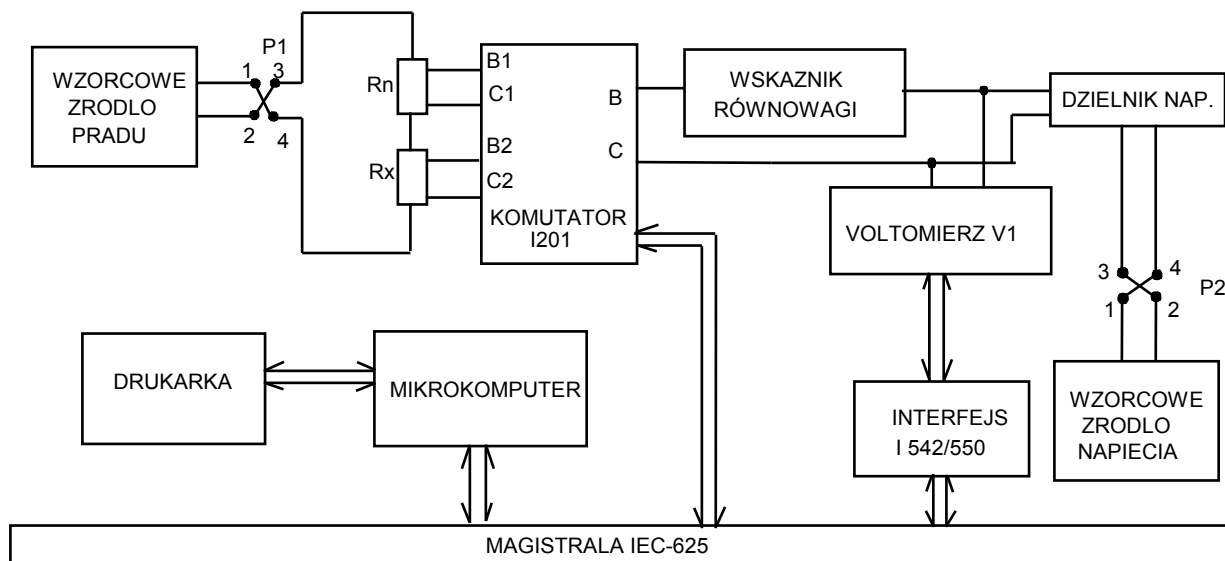 WZORCOWE
ZRODLO
PRADU
P1
1
3
2
4
Rn
Rx
B1
C1
B2
C2
B
C
KOMUTATOR
I201
WSKAZNIK
RÓWNOWAGI
DZIELNIK NAP.
VOLTOMIERZ V1
3
4
P2
1
2
DRUKARKA
MIKROKOMPUTER
INTERFEJS
I 542/550
WZORCOWE
ZRODLO
NAPIECIA
MAGISTRALA IEC-625